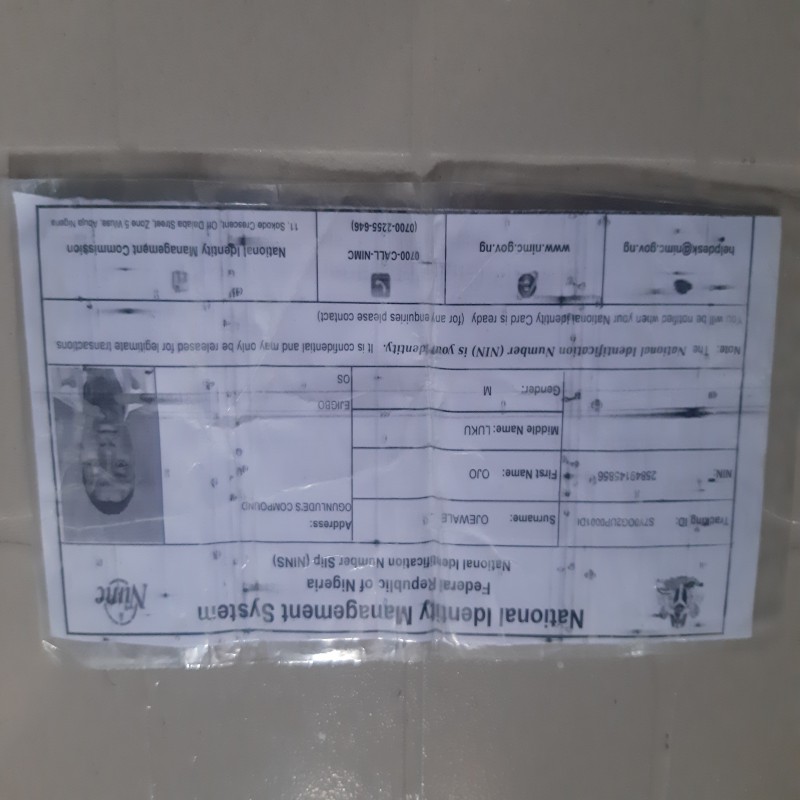 National Identity Management System
Federal Republic of Nigeria
National Identification Number Slip (NINS)
Nimc
Tracking ID:
Surname: OJEWALE
Address:
OGUNLUDE'S COMPOUND
NIN:
First Name: OJO
Middle Name: LUKU
Gender: M
EJIGBO
OS
Note: The National Identification Number (NIN) is your identity. It is confidential and may only be released for legitimate transactions
You will be notified when your National Identity Card is ready (for any enquiries please contact)
helpdesk@nimc.gov.ng
www.nimc.gov.ng
0700-CALL-NIMC
(0700-2255-646)
National Identity Management Commission
11, Sokode Crescent, Off Dalaba Street, Zone 5 Wuse, Abuja Nigeria